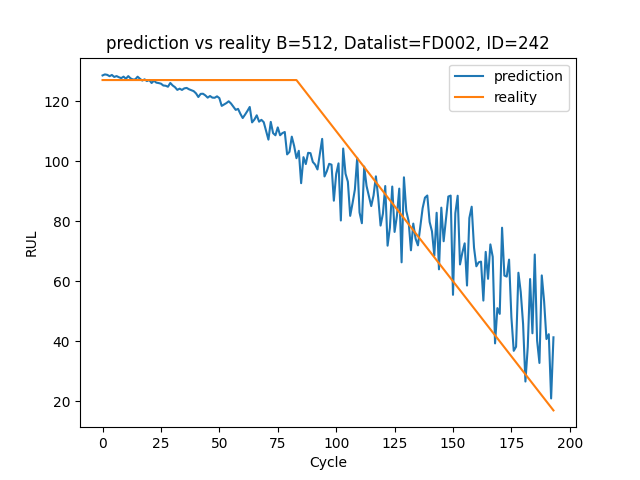 prediction vs reality B=512, Datalist=FD002, ID=242
prediction
reality
RUL
120
100
80
60
40
20
0 25 50 75 100 125 150 175 200
Cycle